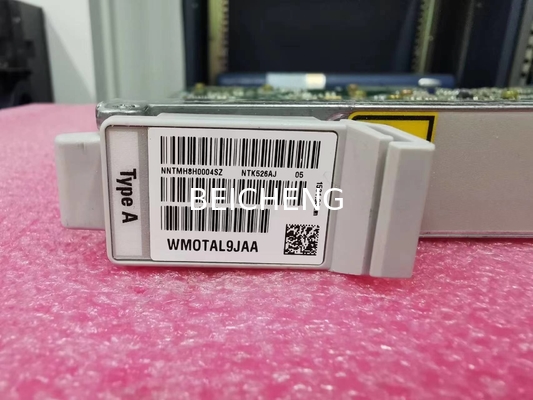 Type A
NNTMH8H0004SZ NTK526AJ 05
BEICHENG
WMOTAL9JAA